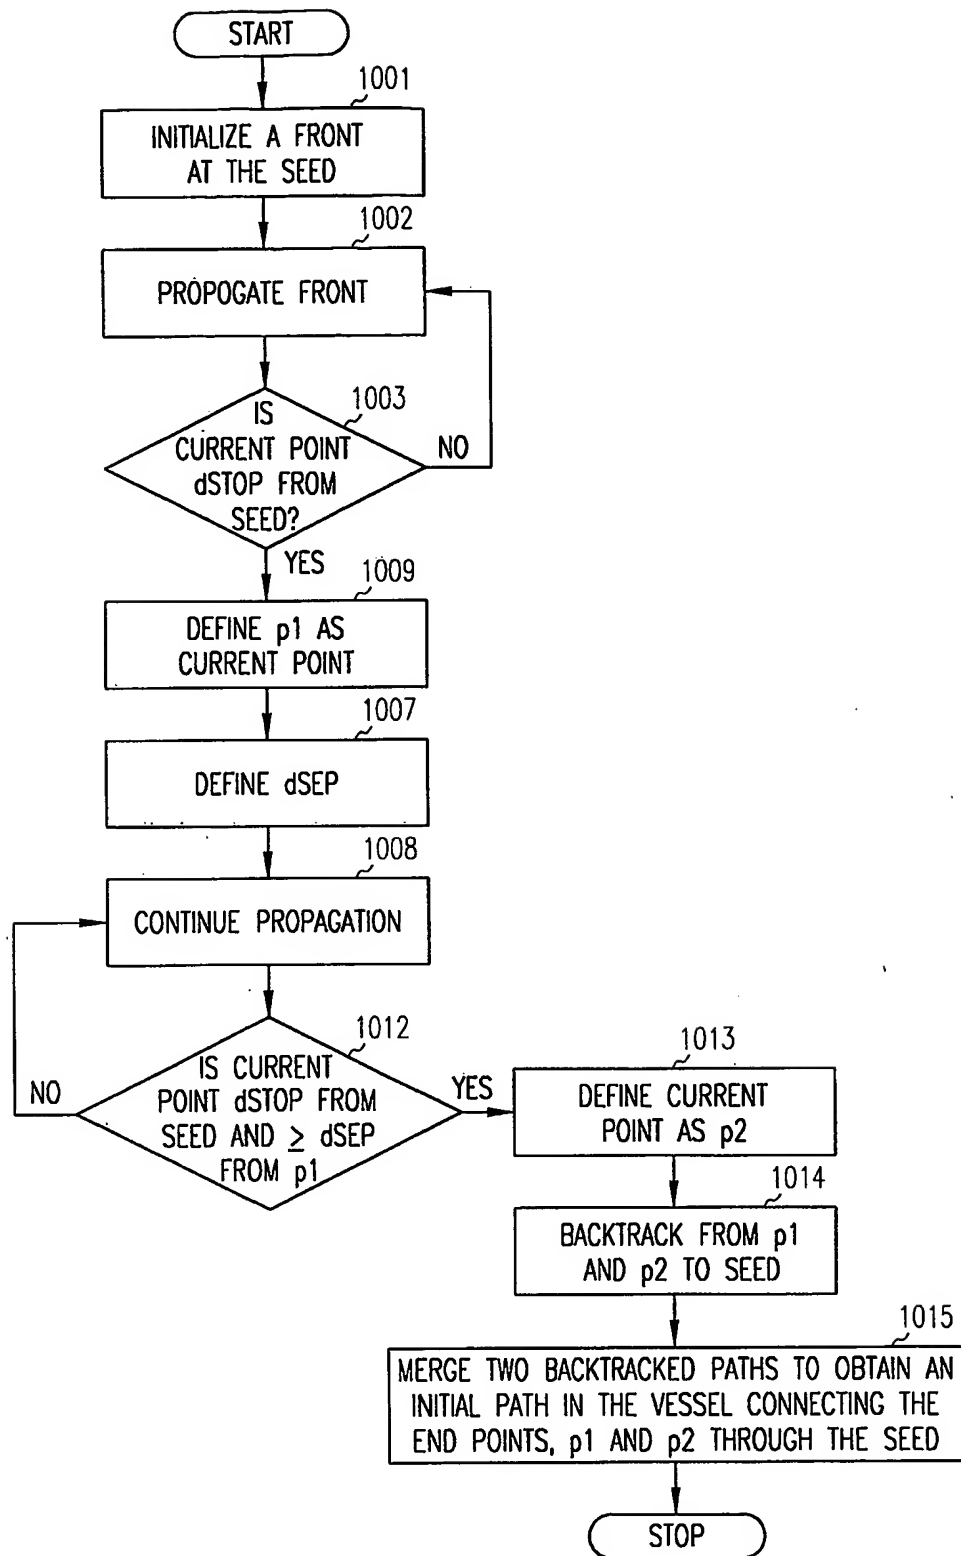 START
1001
INITIALIZE A FRONT
AT THE SEED
1002
PROPOGATE FRONT
1003
IS
CURRENT POINT
dSTOP FROM
SEED?
NO
YES
1009
DEFINE p1 AS
CURRENT POINT
1007
DEFINE dSEP
1008
CONTINUE PROPAGATION
1012
IS CURRENT
POINT dSTOP FROM
SEED AND ≥ dSEP
FROM p1
NO
YES
1013
DEFINE CURRENT
POINT AS p2
1014
BACKTRACK FROM p1
AND p2 TO SEED
1015
MERGE TWO BACKTRACKED PATHS TO OBTAIN AN
INITIAL PATH IN THE VESSEL CONNECTING THE
END POINTS, p1 AND p2 THROUGH THE SEED
STOP